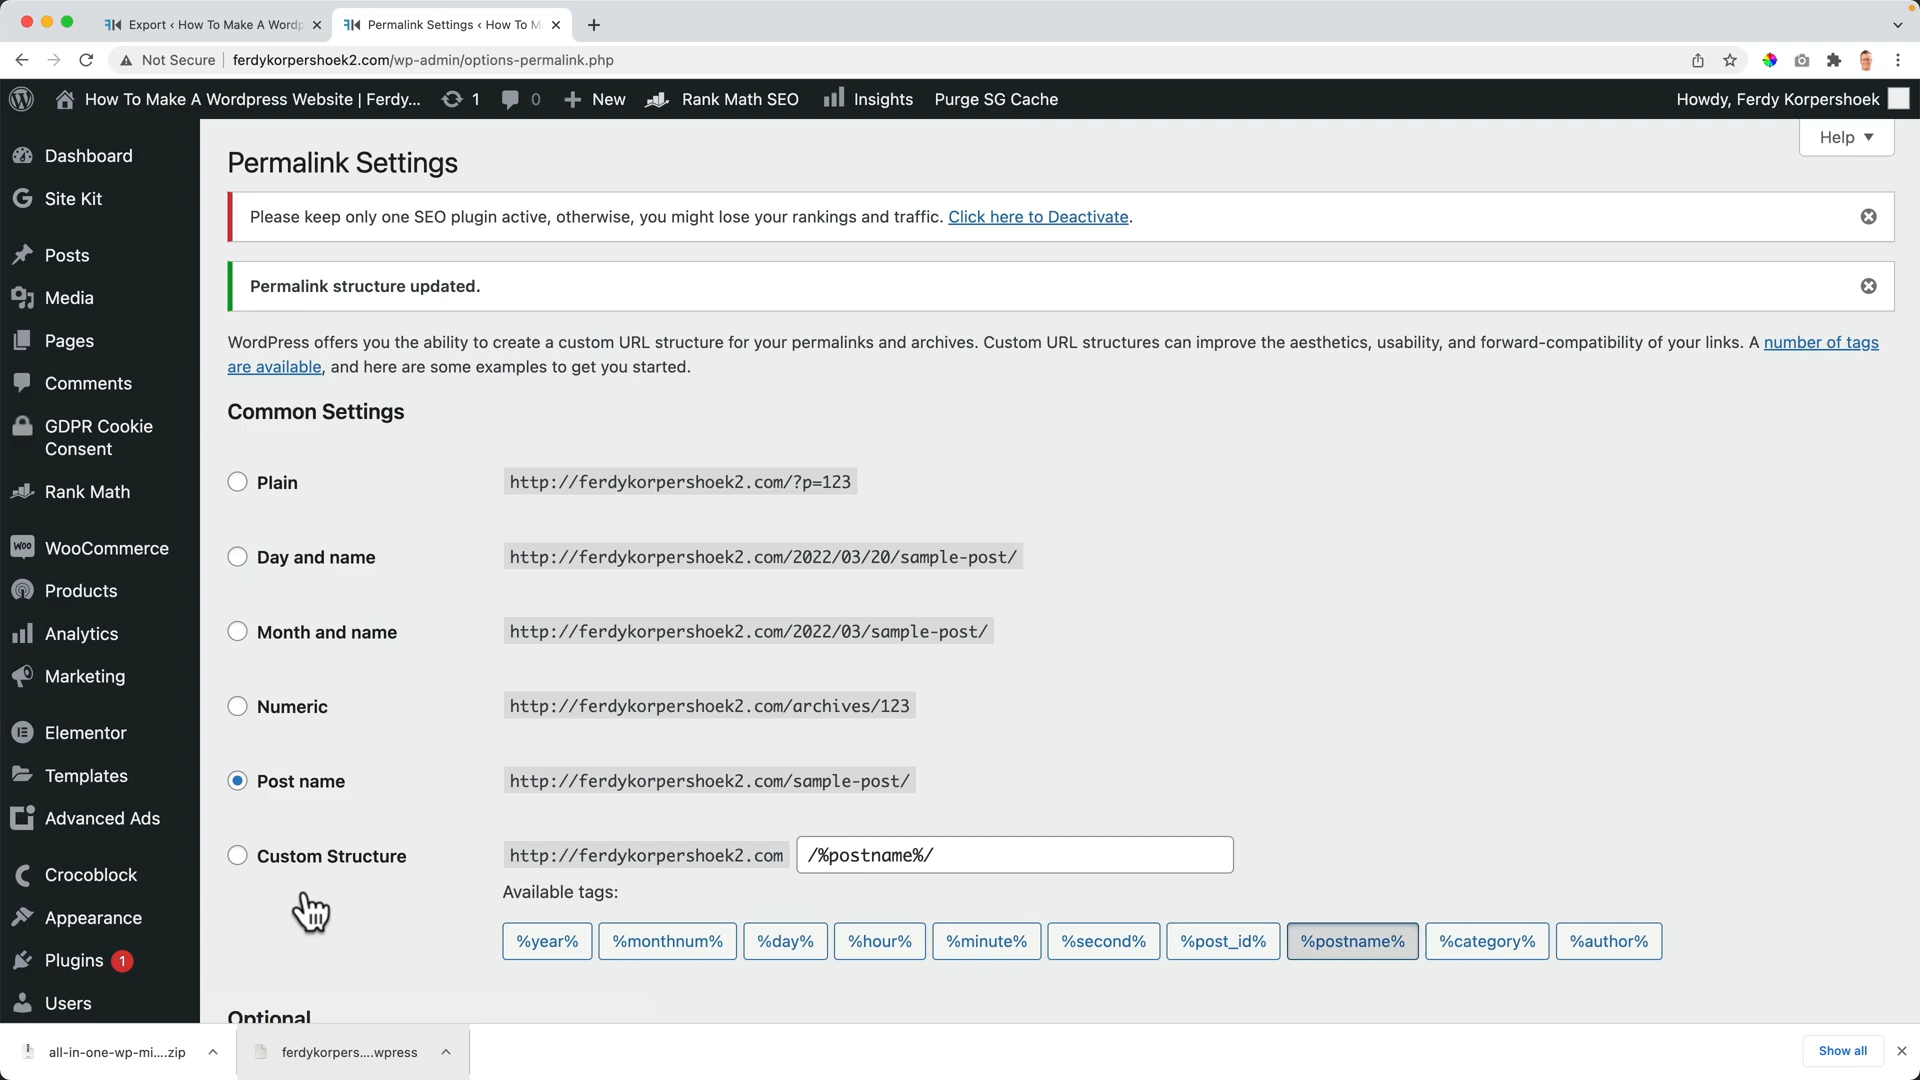 Export ‹ How To Make A Wordp
Permalink Settings ‹ How To M
Not Secure
ferdykorpershoek2.com/wp-admin/options-permalink.php
How To Make A Wordpress Website | Ferdy...
1
0
New
Rank Math SEO
Insights
Purge SG Cache
Howdy, Ferdy Korpershoek
Help
Dashboard
Site Kit
Posts
Media
Pages
Comments
GDPR Cookie
Consent
Rank Math
WooCommerce
Products
Analytics
Marketing
Elementor
Templates
Advanced Ads
Crocoblock
Appearance
Plugins 1
Users
Permalink Settings
Please keep only one SEO plugin active, otherwise, you might lose your rankings and traffic. Click here to Deactivate.
Permalink structure updated.
WordPress offers you the ability to create a custom URL structure for your permalinks and archives. Custom URL structures can improve the aesthetics, usability, and forward-compatibility of your links. A number of tags
are available, and here are some examples to get you started.
Common Settings
Plain
http://ferdykorpershoek2.com/?p=123
Day and name
http://ferdykorpershoek2.com/2022/03/20/sample-post/
Month and name
http://ferdykorpershoek2.com/2022/03/sample-post/
Numeric
http://ferdykorpershoek2.com/archives/123
Post name
http://ferdykorpershoek2.com/sample-post/
Custom Structure
http://ferdykorpershoek2.com
/%postname%/
Available tags:
%year%
%monthnum%
%day%
%hour%
%minute%
%second%
%post_id%
%postname%
%category%
%author%
Optional
all-in-one-wp-mi....zip
ferdykorpers....wpress
Show all